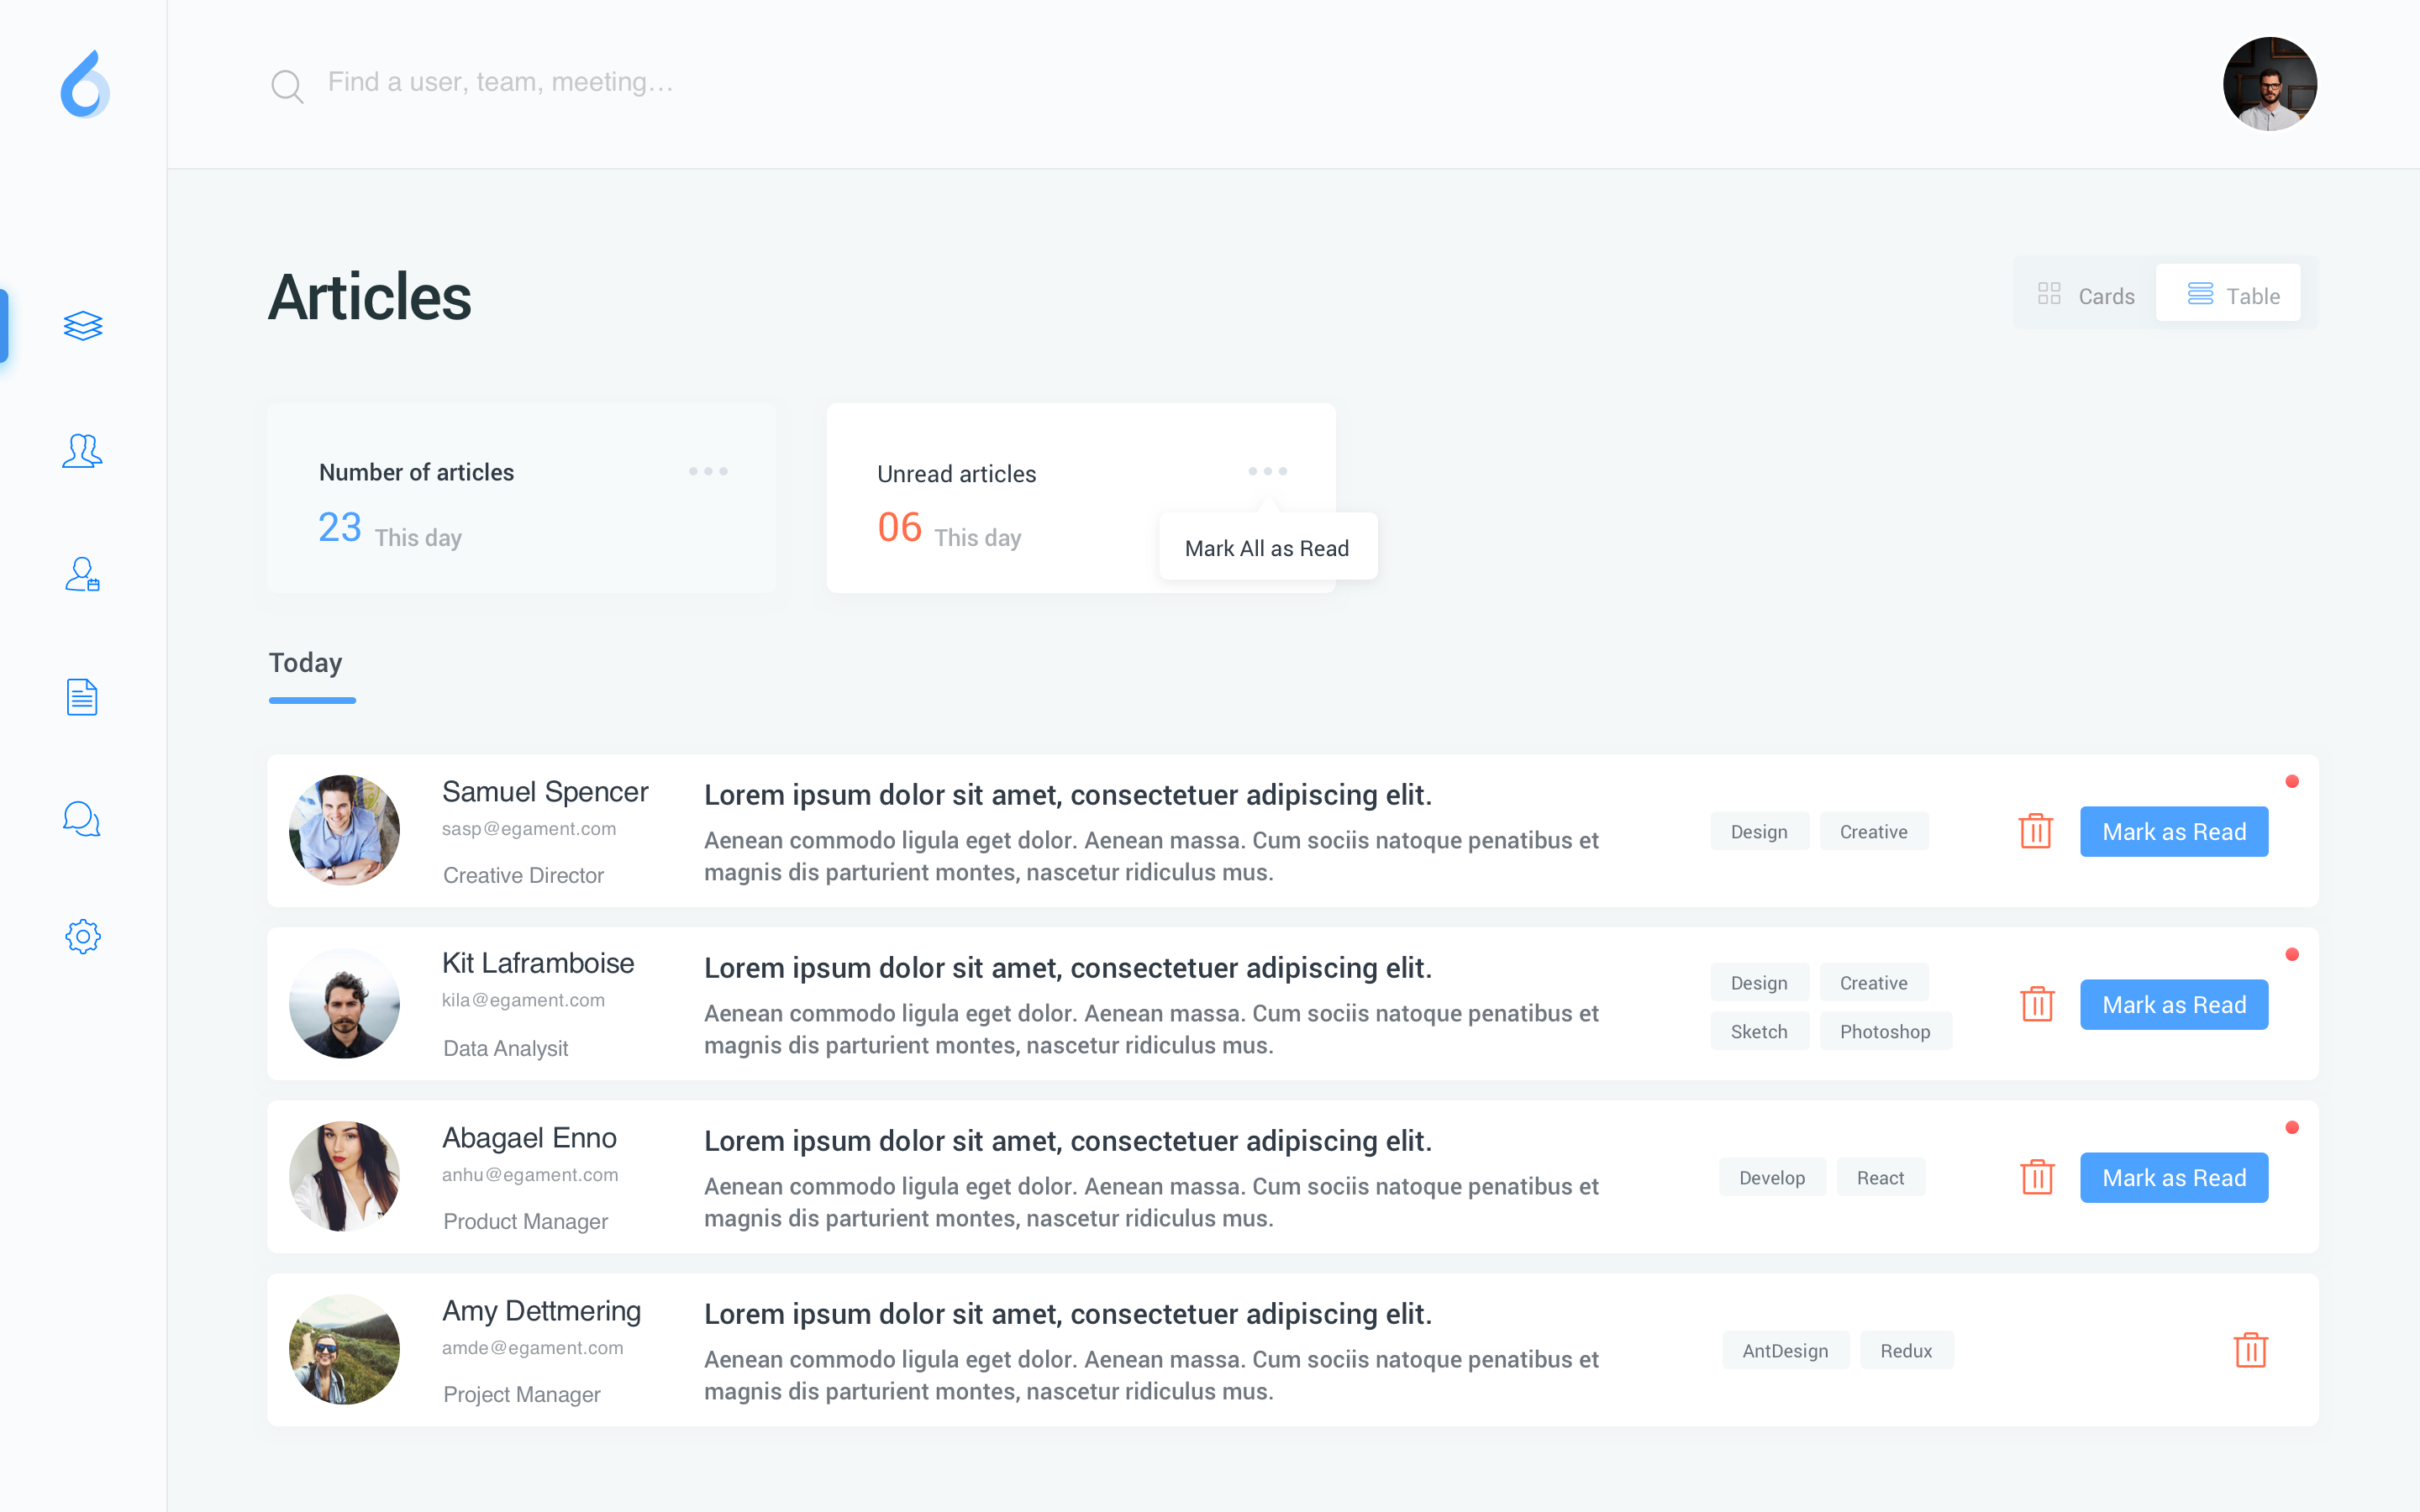 Find a user, team, meeting...
Articles
Cards
Table
Number of articles
23 This day
Unread articles
06 This day
Mark All as Read
Today
Samuel Spencer
sasp@egament.com
Creative Director
Lorem ipsum dolor sit amet, consectetuer adipiscing elit.
Aenean commodo ligula eget dolor. Aenean massa. Cum sociis natoque penatibus et
magnis dis parturient montes, nascetur ridiculus mus.
Design Creative
Mark as Read
Kit Laframboise
kila@egament.com
Data Analysit
Lorem ipsum dolor sit amet, consectetuer adipiscing elit.
Aenean commodo ligula eget dolor. Aenean massa. Cum sociis natoque penatibus et
magnis dis parturient montes, nascetur ridiculus mus.
Design Creative
Sketch Photoshop
Mark as Read
Abagael Enno
anhu@egament.com
Product Manager
Lorem ipsum dolor sit amet, consectetuer adipiscing elit.
Aenean commodo ligula eget dolor. Aenean massa. Cum sociis natoque penatibus et
magnis dis parturient montes, nascetur ridiculus mus.
Develop React
Mark as Read
Amy Dettmering
amde@egament.com
Project Manager
Lorem ipsum dolor sit amet, consectetuer adipiscing elit.
Aenean commodo ligula eget dolor. Aenean massa. Cum sociis natoque penatibus et
magnis dis parturient montes, nascetur ridiculus mus.
AntDesign Redux